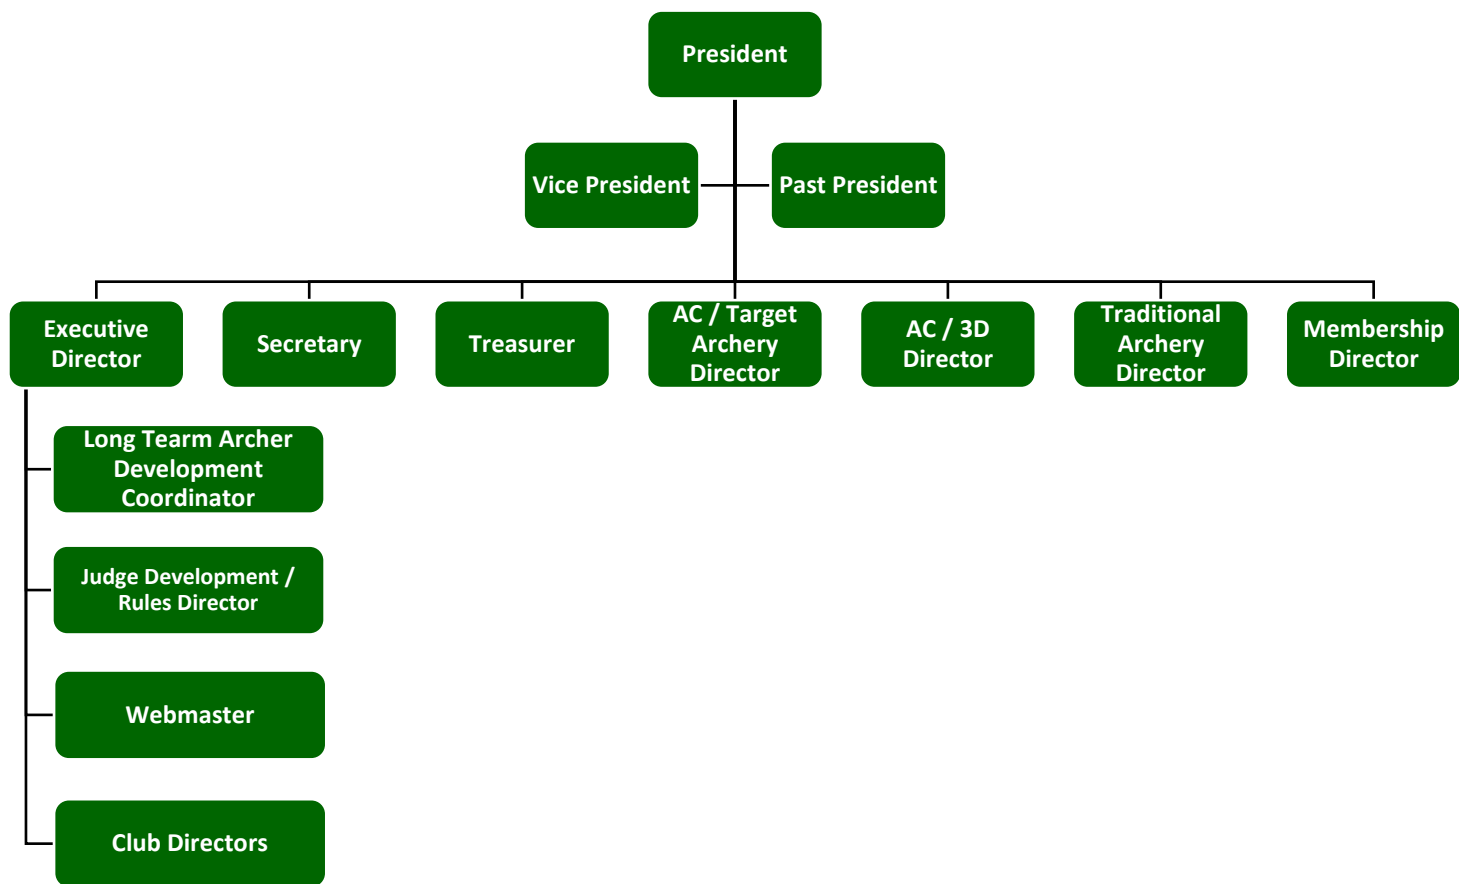 President
Vice President
Past President
Executive
Director
Secretary
Treasurer
AC / Target
Archery
Director
AC / 3D
Director
Traditional
Archery
Director
Membership
Director
Long Tearm Archer
Development
Coordinator
Judge Development /
Rules Director
Webmaster
Club Directors